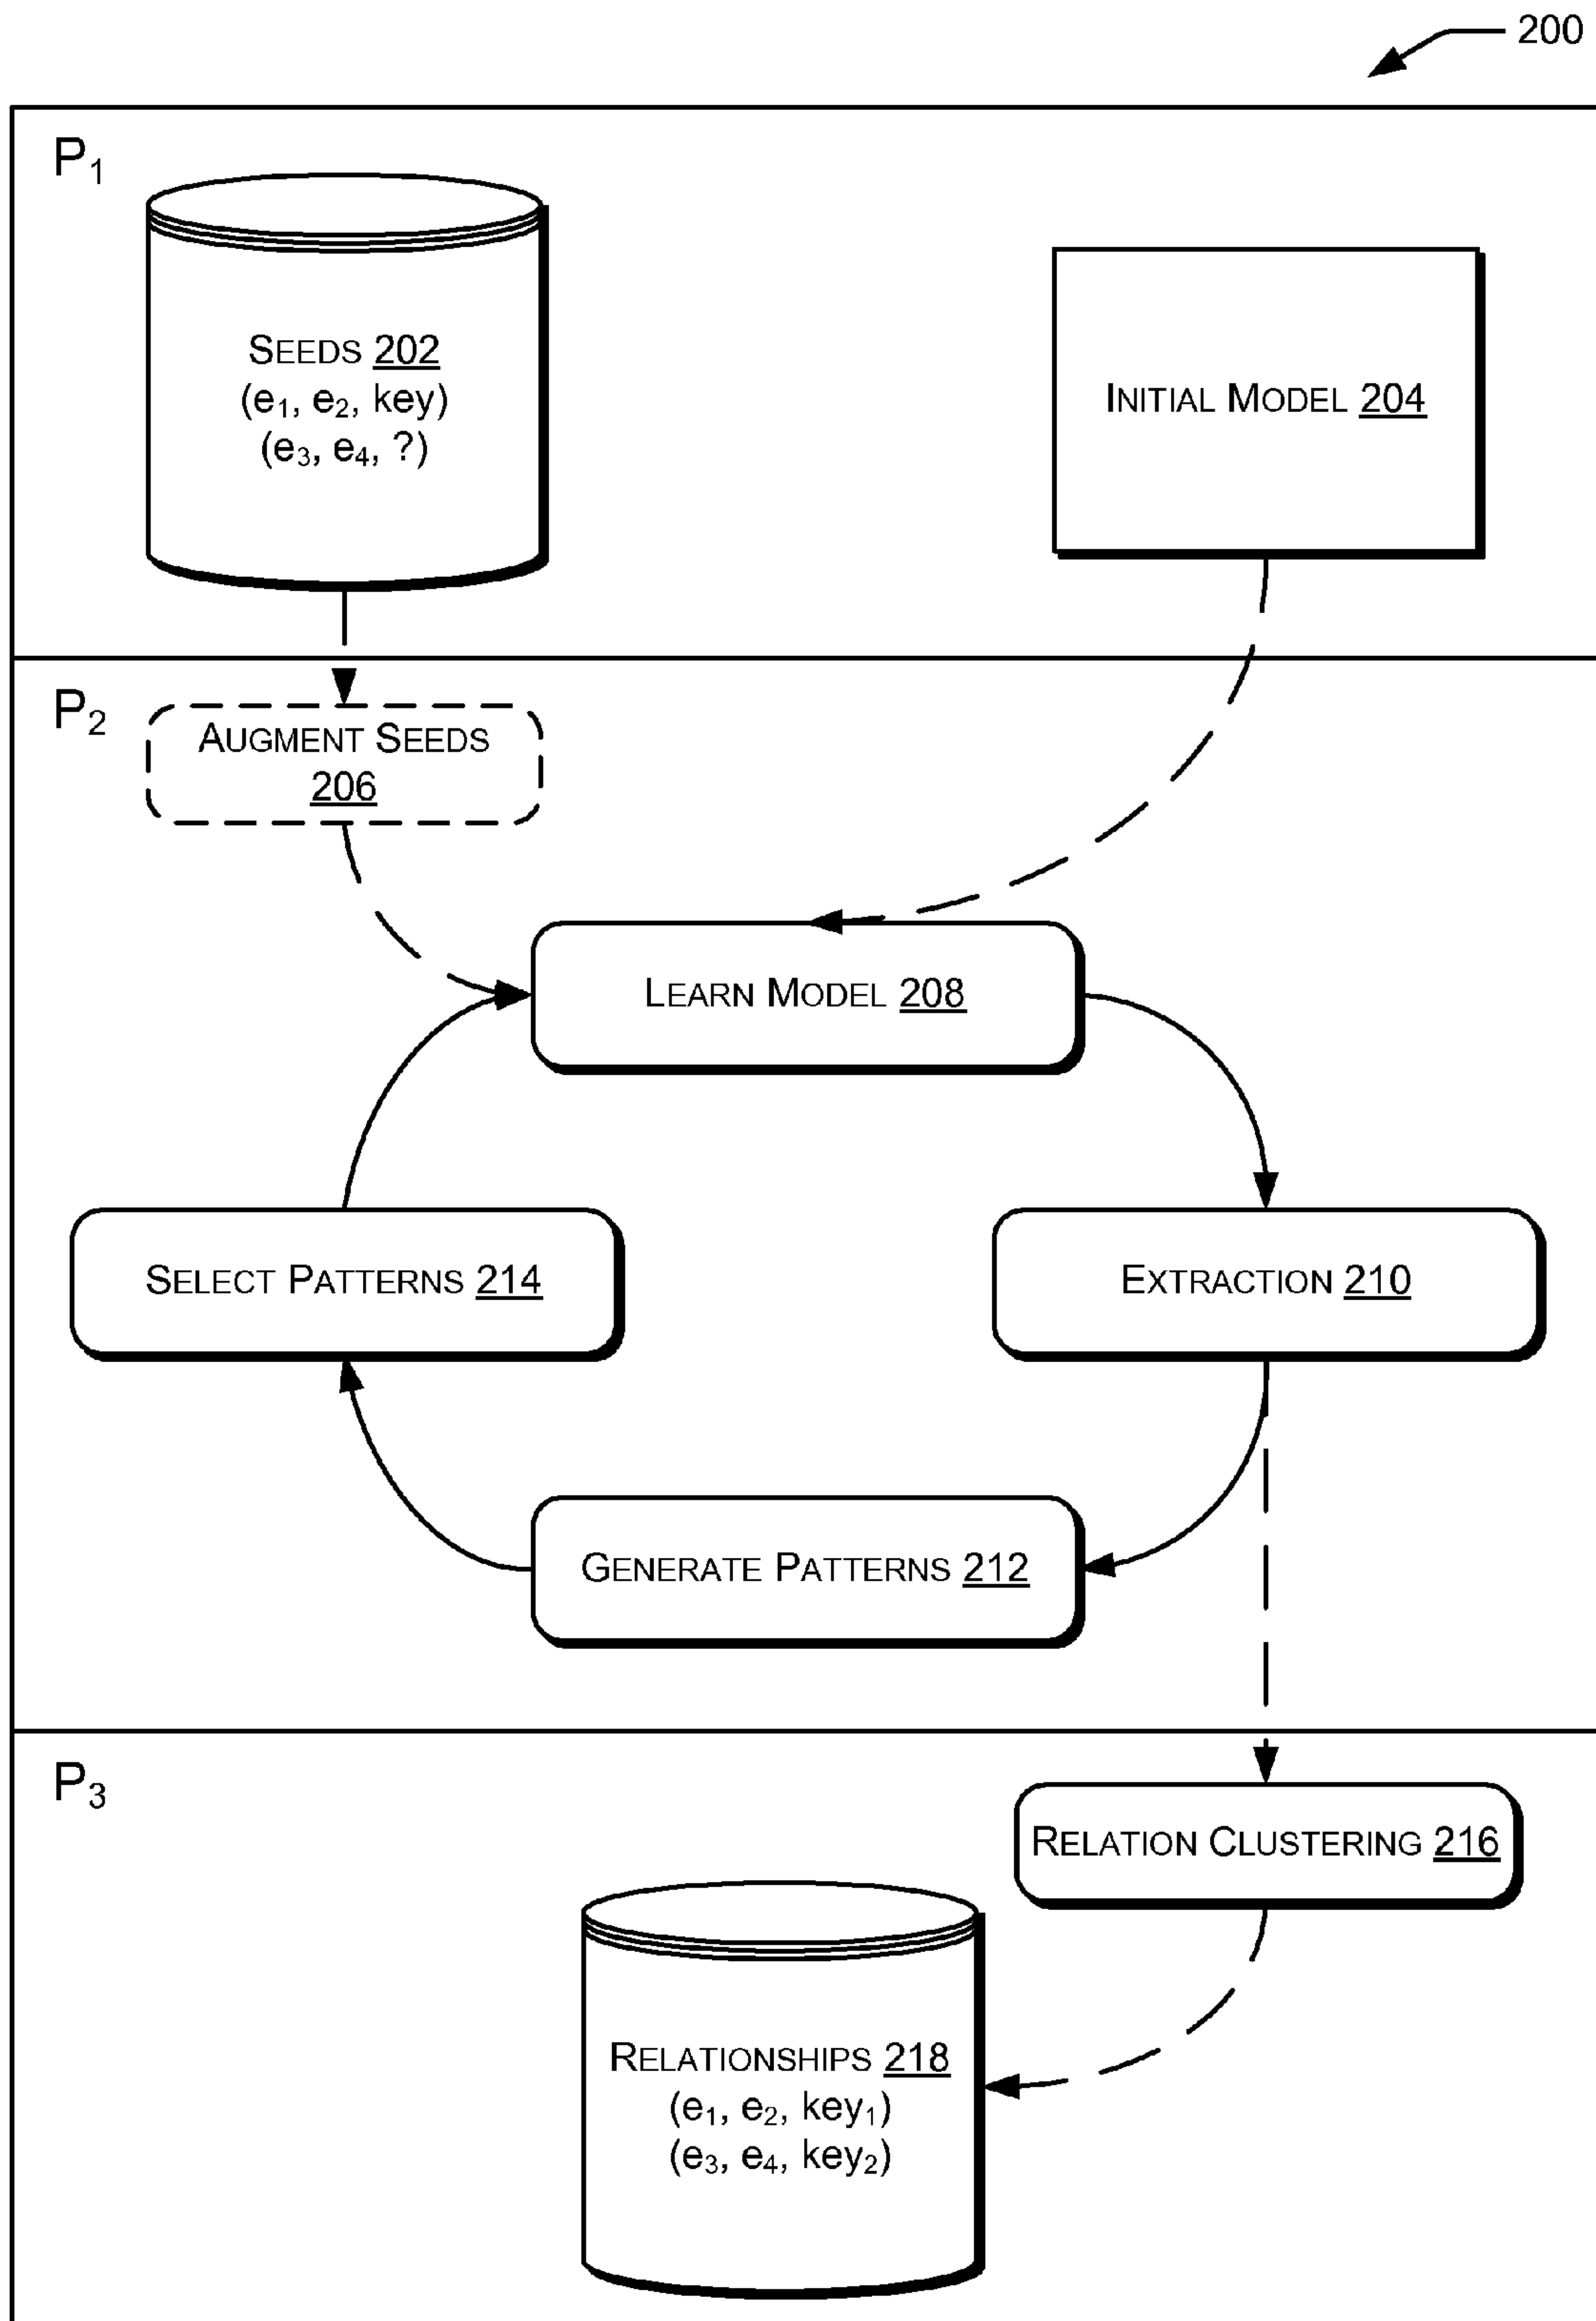 200
P₁
SEEDS 202
(e₁, e₂, key)
(e₃, e₄, ?)
INITIAL MODEL 204
P₂
AUGMENT SEEDS
206
LEARN MODEL 208
SELECT PATTERNS 214
EXTRACTION 210
GENERATE PATTERNS 212
P₃
RELATION CLUSTERING 216
RELATIONSHIPS 218
(e₁, e₂, key₁)
(e₃, e₄, key₂)